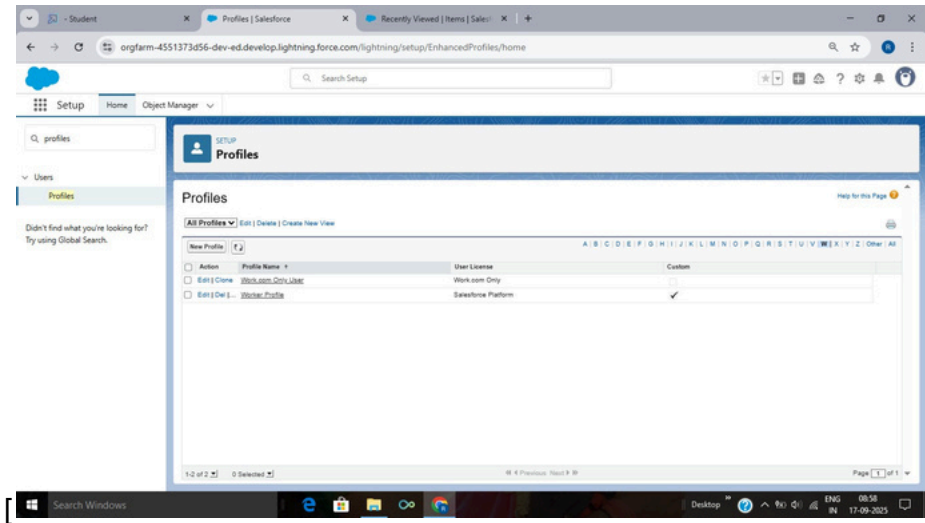 - Student
Profiles | Salesforce
Recently Viewed | Items | Sales
orgfarm-4551373d56-dev-ed.develop.lightning.force.com/lightning/setup/EnhancedProfiles/home
R
Search Setup
Setup
Home
Object Manager
profiles
SETUP
Profiles
Users
Profiles
Didn't find what you're looking for?
Try using Global Search.
Profiles
Help for this Page
All Profiles
Edit | Delete | Create New View
New Profile
A | B | C | D | E | F | G | H | I | J | K | L | M | N | O | P | Q | R | S | T | U | V | W | X | Y | Z | Other | All
Action
Profile Name
User License
Custom
Edit | Clone
Work.com Only User
Work.com Only
Edit | Del | ...
Worker Profile
Salesforce Platform
1-2 of 2
0 Selected
Previous Next
Page 1 of 1
[
Search Windows
Desktop
ENG
IN
08:58
17-09-2025